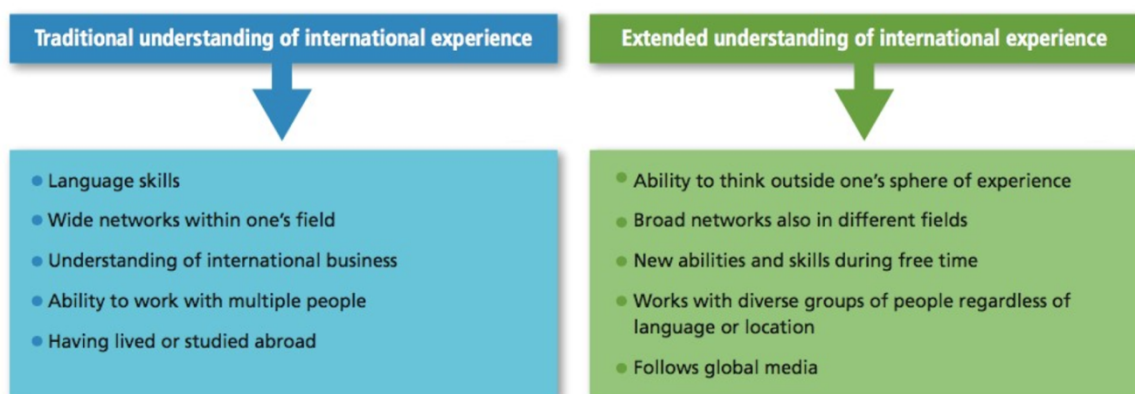 Traditional understanding of international experience
Language skills
Wide networks within one's field
Understanding of international business
Ability to work with multiple people
Having lived or studied abroad
Extended understanding of international experience
Ability to think outside one's sphere of experience
Broad networks also in different fields
New abilities and skills during free time
Works with diverse groups of people regardless of
language or location
Follows global media